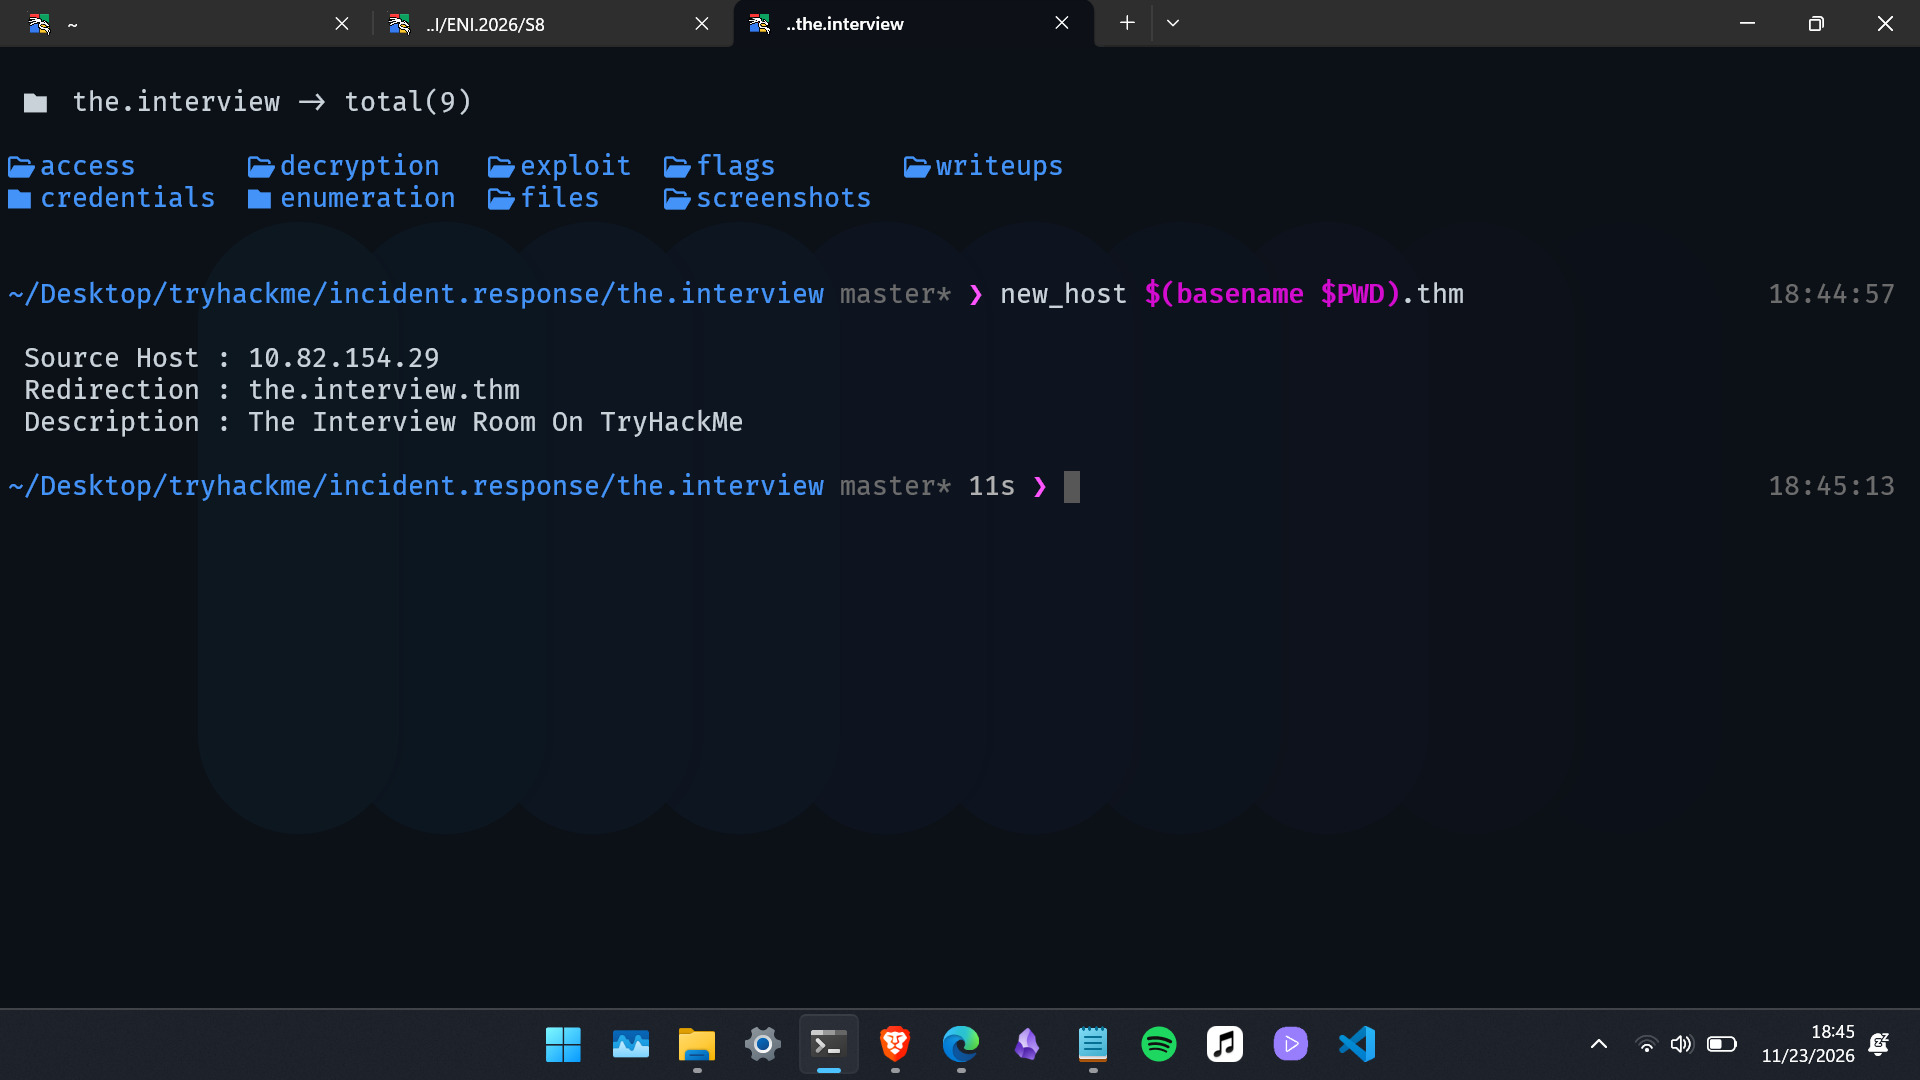 ~ ..I/ENI.2026/S8 ..the.interview
the.interview → total(9)
access decryption exploit flags writeups
credentials enumeration files screenshots
~/Desktop/tryhackme/incident.response/the.interview master* ❯ new_host $(basename $PWD).thm 18:44:57
Source Host : 10.82.154.29
Redirection : the.interview.thm
Description : The Interview Room On TryHackMe
~/Desktop/tryhackme/incident.response/the.interview master* 11s ❯ 18:45:13
18:45
11/23/2026